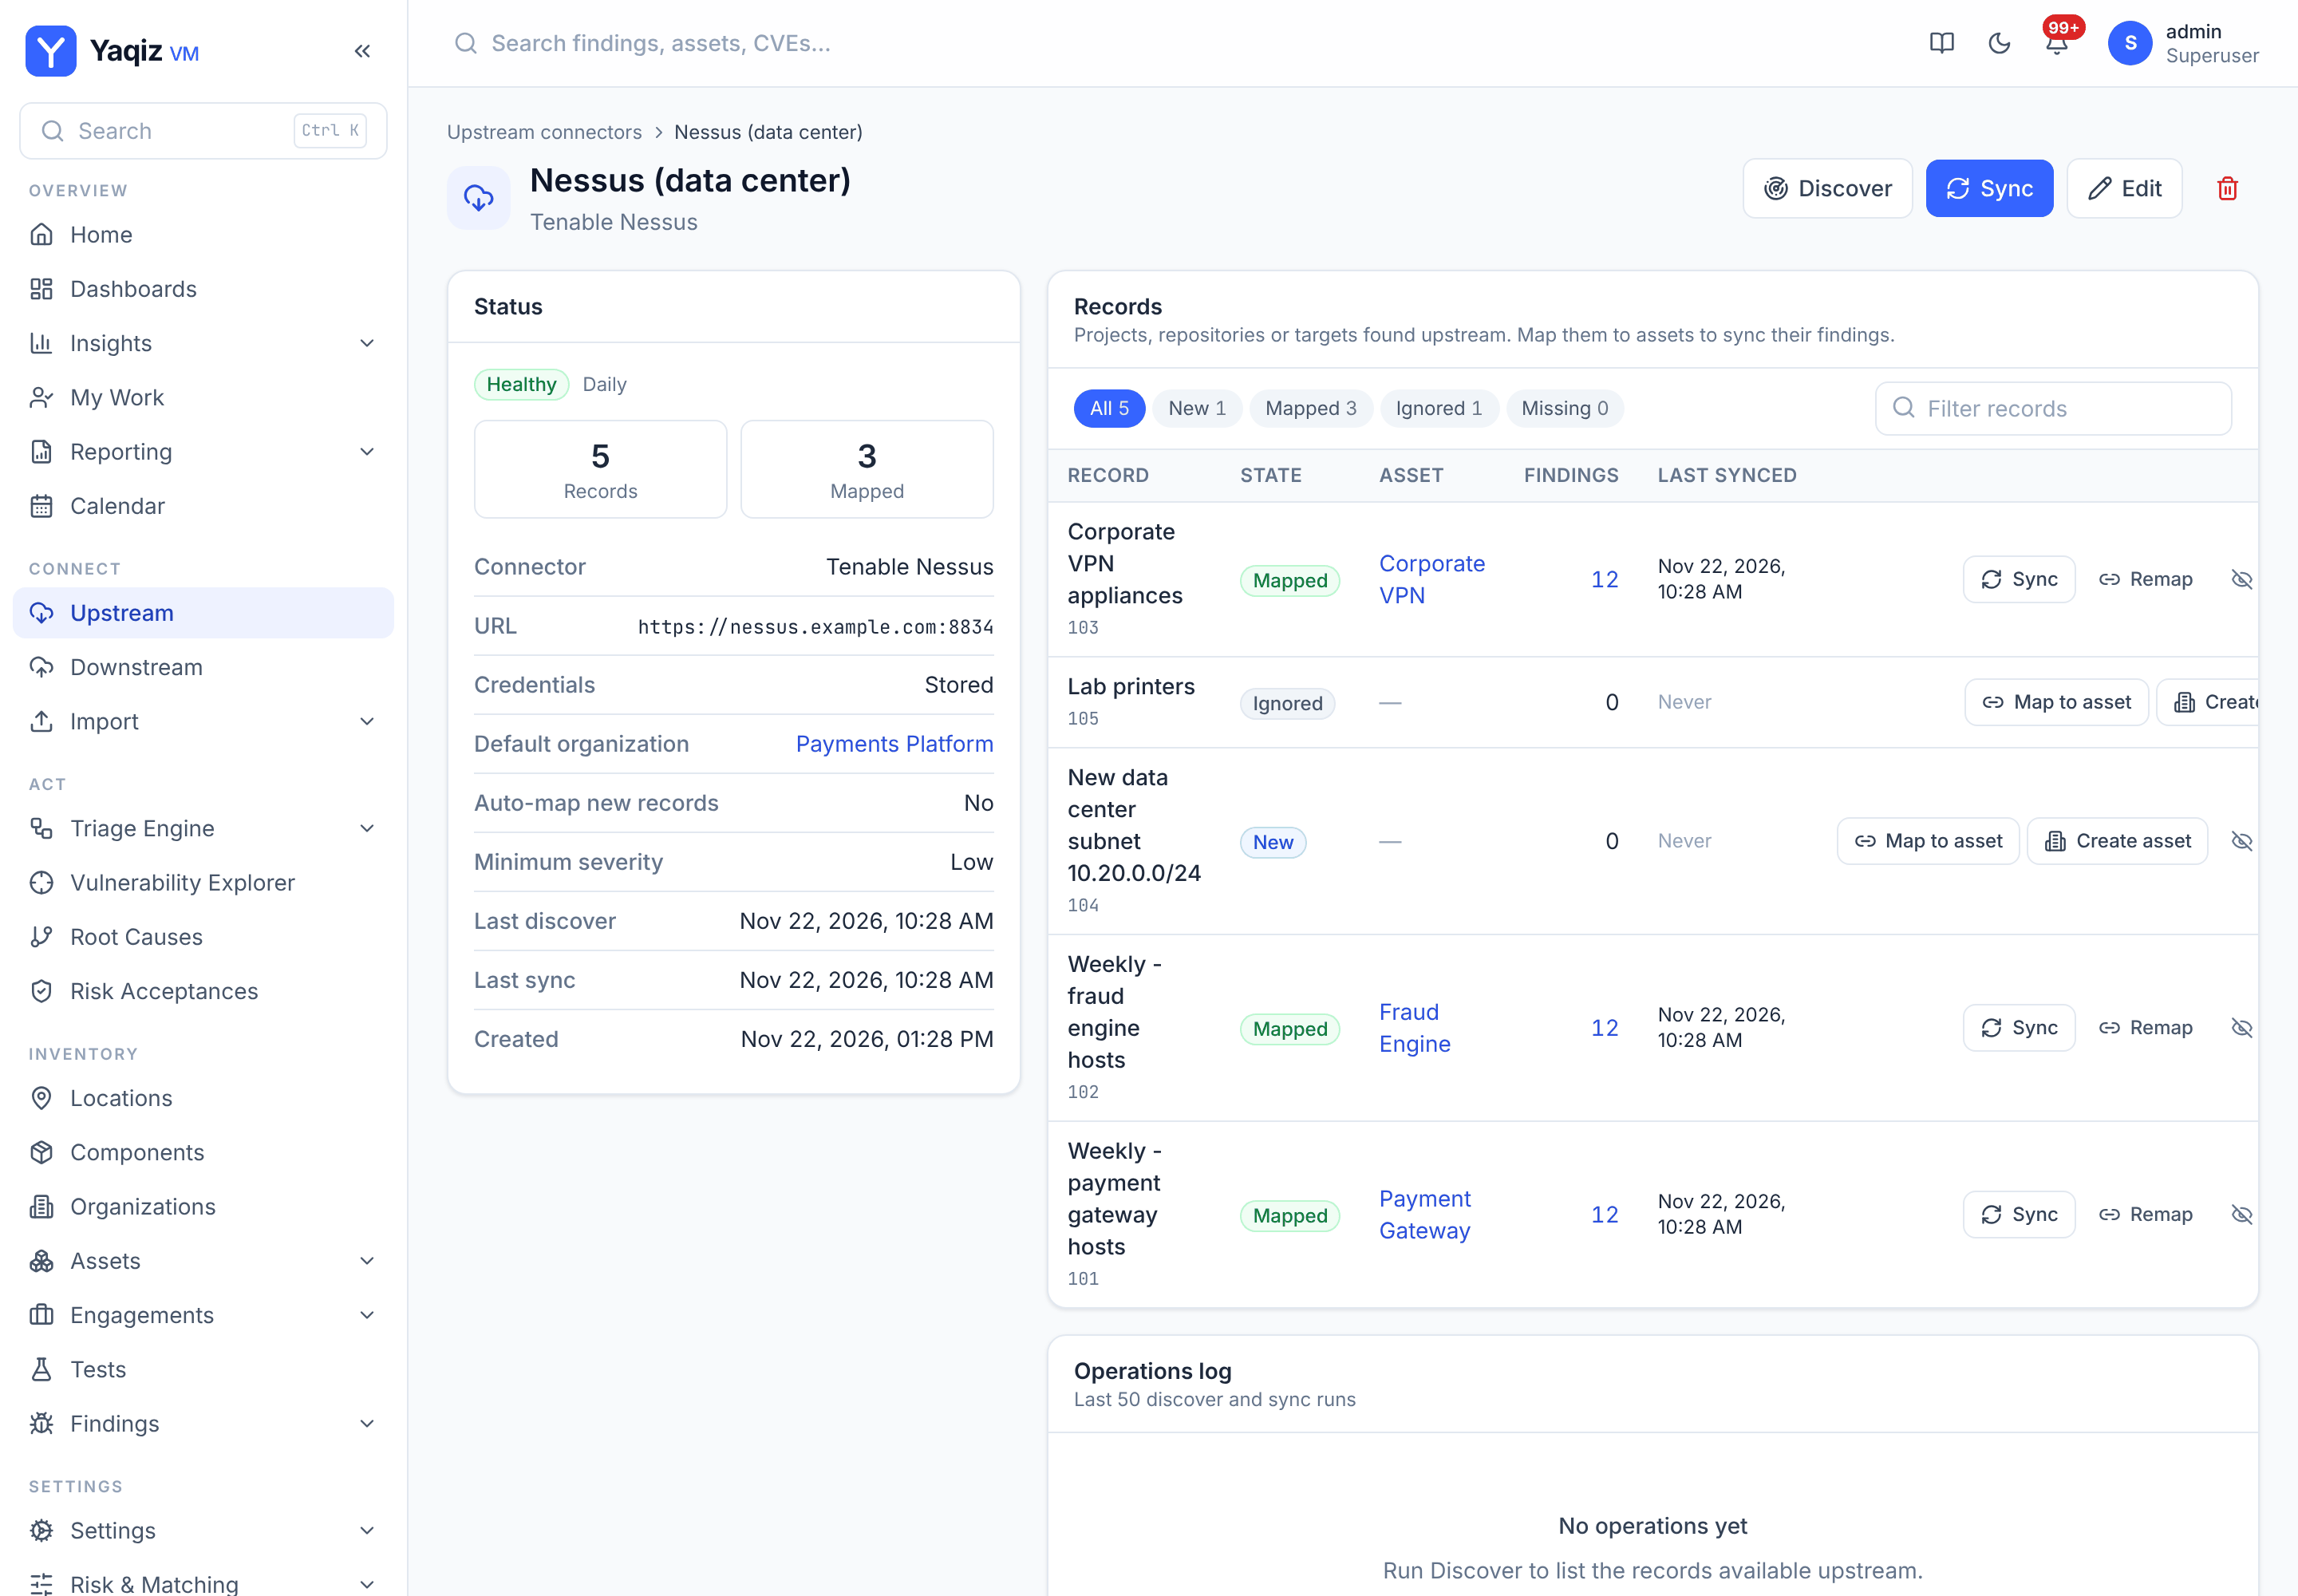 Yaqiz VM
Search
Ctrl K
OVERVIEW
Home
Dashboards
Insights
My Work
Reporting
Calendar
CONNECT
Upstream
Downstream
Import
ACT
Triage Engine
Vulnerability Explorer
Root Causes
Risk Acceptances
INVENTORY
Locations
Components
Organizations
Assets
Engagements
Tests
Findings
SETTINGS
Settings
Risk & Matching
Search findings, assets, CVEs...
99+
S
admin
Superuser
Upstream connectors > Nessus (data center)
Nessus (data center)
Tenable Nessus
Discover
Sync
Edit
Status
Healthy Daily
5
Records
3
Mapped
Connector Tenable Nessus
URL https://nessus.example.com:8834
Credentials Stored
Default organization Payments Platform
Auto-map new records No
Minimum severity Low
Last discover Nov 22, 2026, 10:28 AM
Last sync Nov 22, 2026, 10:28 AM
Created Nov 22, 2026, 01:28 PM
Records
Projects, repositories or targets found upstream. Map them to assets to sync their findings.
All 5
New 1
Mapped 3
Ignored 1
Missing 0
Filter records
RECORD STATE ASSET FINDINGS LAST SYNCED
Corporate
VPN
appliances
103
Mapped
Corporate
VPN
12
Nov 22, 2026,
10:28 AM
Sync
Remap
Lab printers
105
Ignored
—
0
Never
Map to asset
Create
New data
center
subnet
10.20.0.0/24
104
New
—
0
Never
Map to asset
Create asset
Weekly -
fraud
engine
hosts
102
Mapped
Fraud
Engine
12
Nov 22, 2026,
10:28 AM
Sync
Remap
Weekly -
payment
gateway
hosts
101
Mapped
Payment
Gateway
12
Nov 22, 2026,
10:28 AM
Sync
Remap
Operations log
Last 50 discover and sync runs
No operations yet
Run Discover to list the records available upstream.